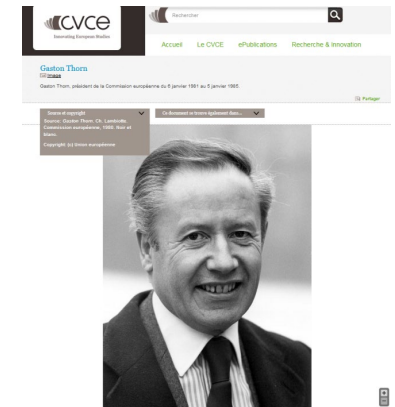 cvce
Innovating European Studies
Rechercher
Accueil Le CVCE ePublications Recherche & Innovation
Gaston Thorn
Image
Gaston Thorn, président de la Commission européenne du 6 janvier 1981 au 5 janvier 1985.
Partager
Source et copyright
Ce document se trouve également dans...
Source: Gaston Thorn, Ch. Lambiotte,
Commission européenne, 1980. Noir et
blanc.
Copyright: (c) Union européenne